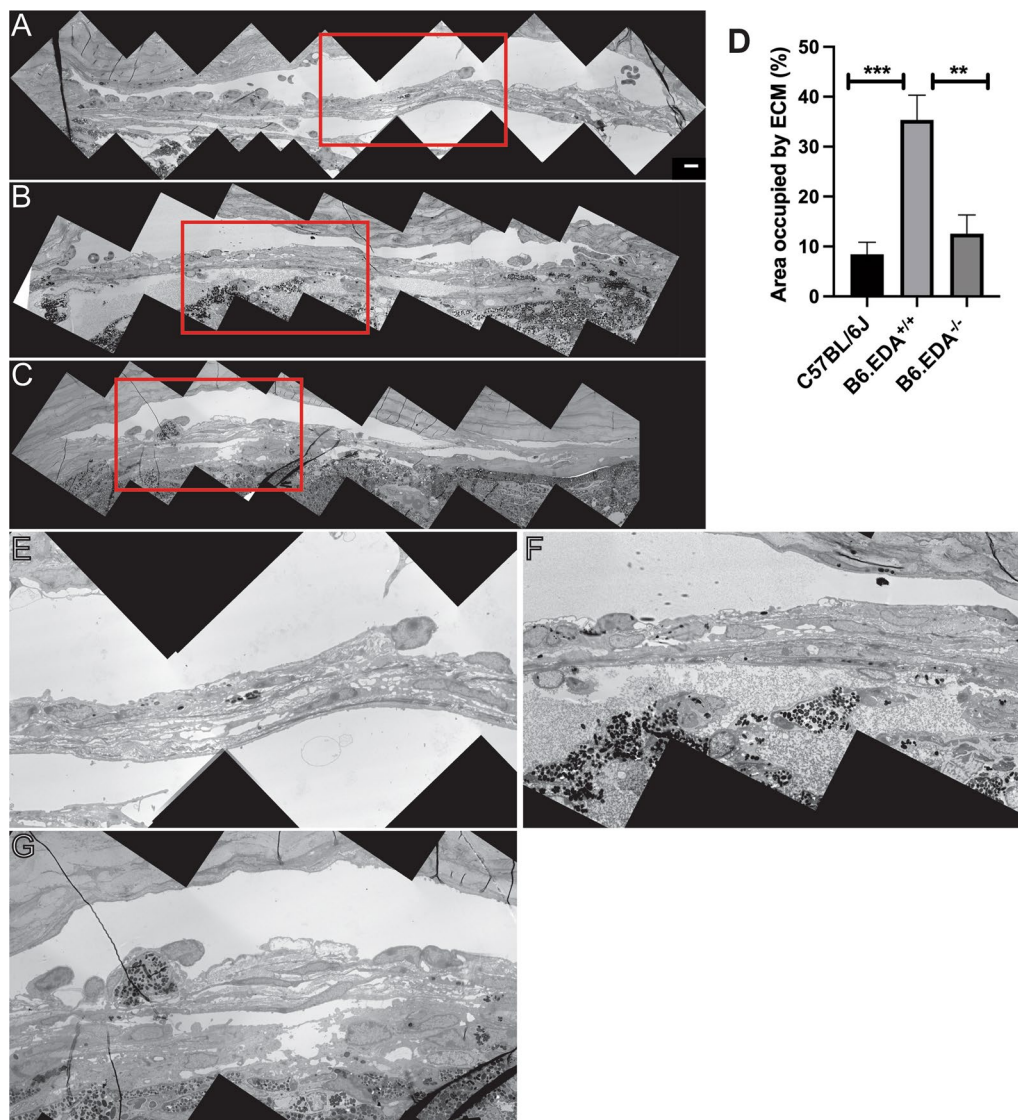 A
B
C
D
Area occupied by ECM (%)
50
40
30
20
10
0
***
**
C57BL/6J
B6.EDA+/+
B6.EDA-/-
E
F
G